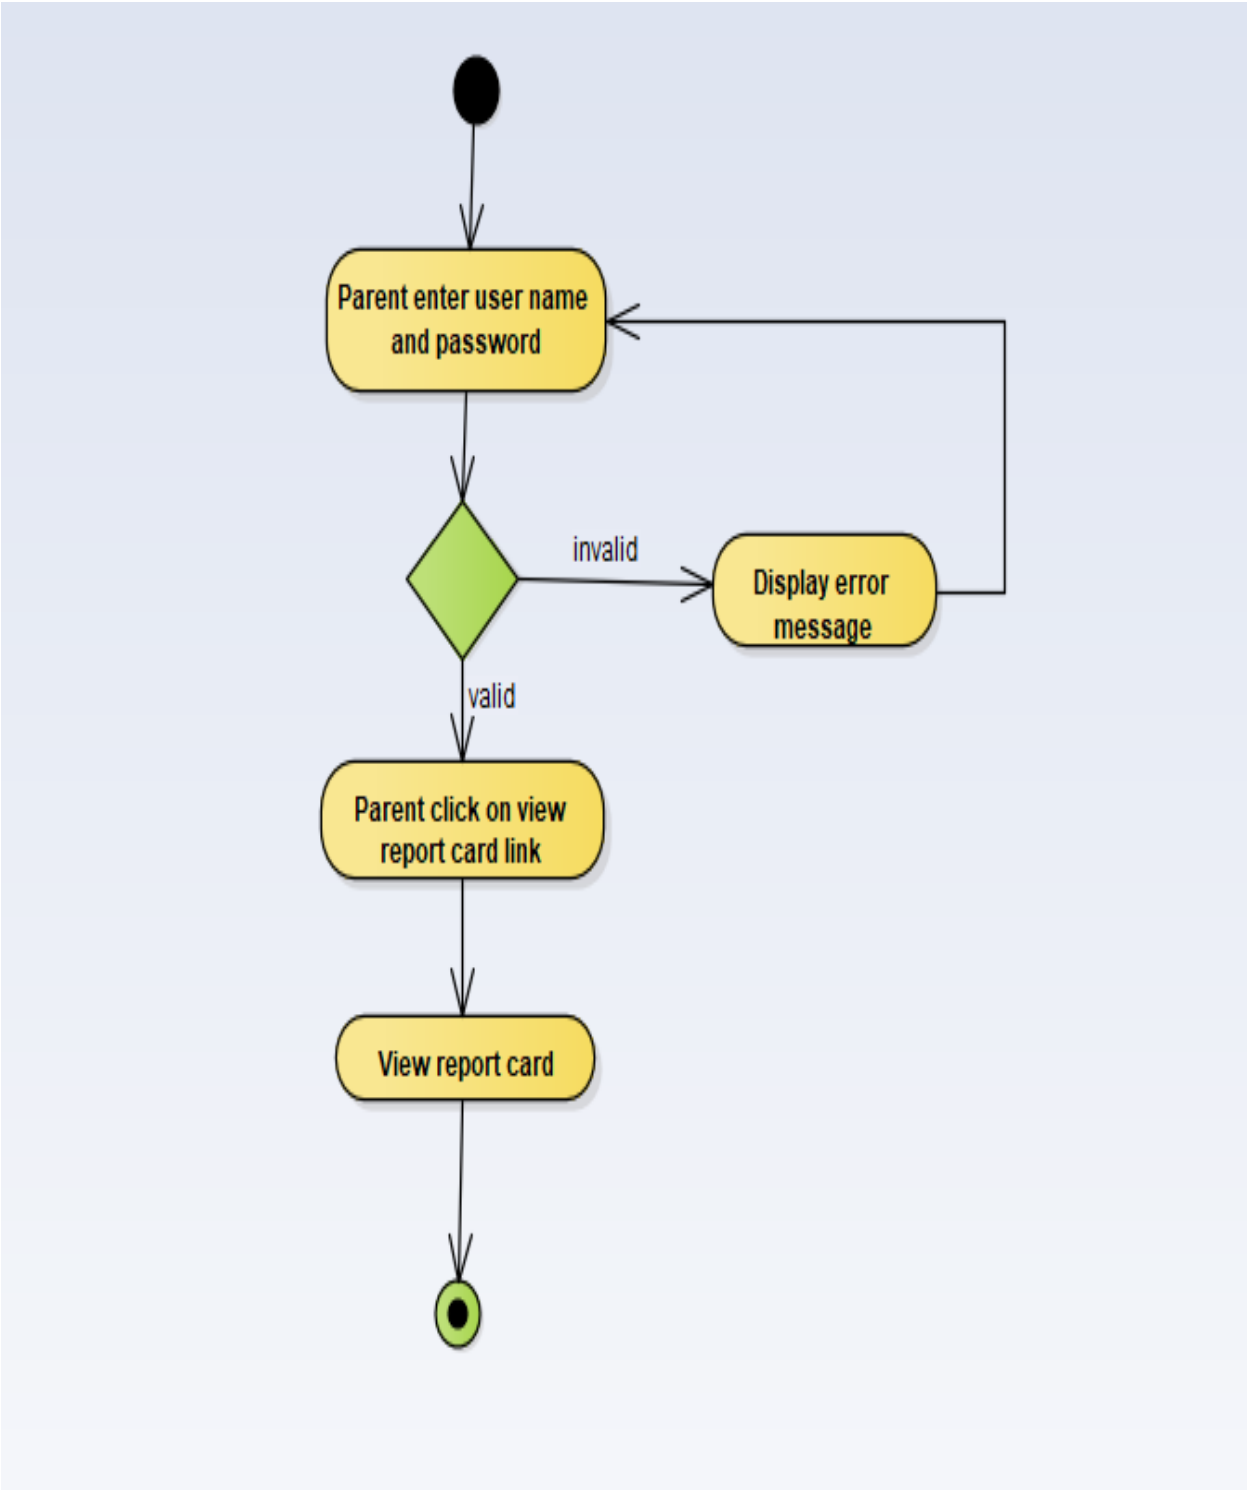 Parent enter user name
and password
invalid
Display error
message
valid
Parent click on view
report card link
View report card